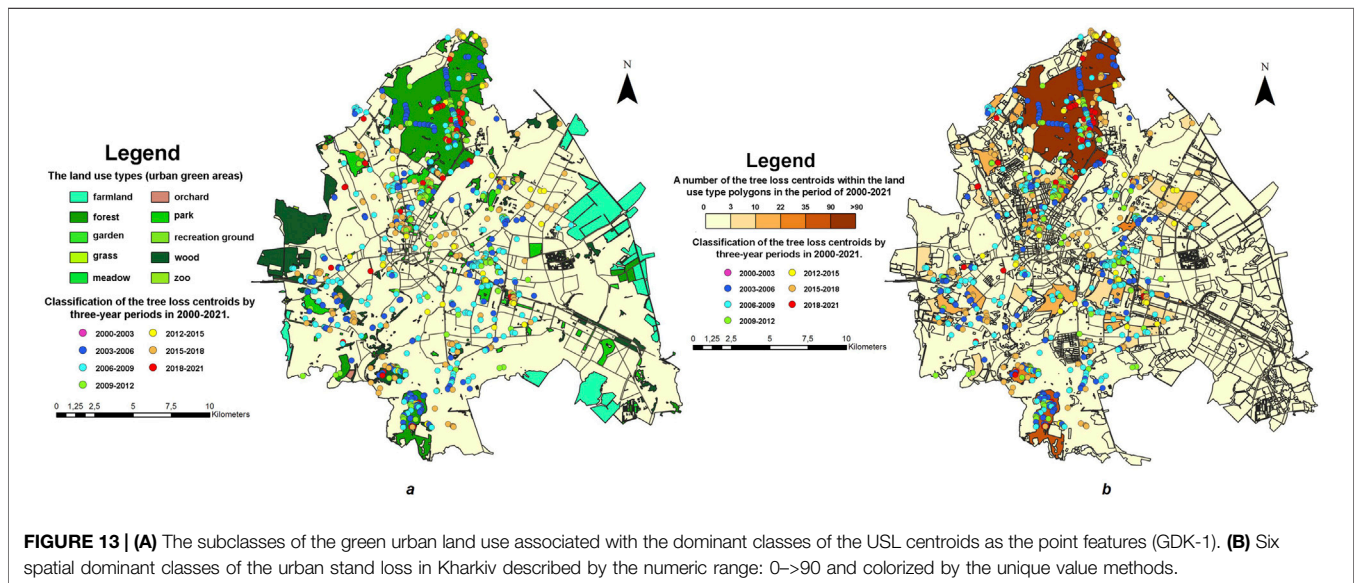 N
Legend
The land use types (urban green areas)
farmland orchard
forest park
garden recreation ground
grass wood
meadow zoo
Classification of the tree loss centroids by
three-year periods in 2000-2021.
2000-2003 2012-2015
2003-2006 2015-2018
2006-2009 2018-2021
2009-2012
0 1,25 2,5 5 7,5 10
Kilometers
a
N
Legend
A number of the tree loss centroids within the land
use type polygons in the period of 2000-2021
0 3 10 22 35 90 >90
Classification of the tree loss centroids by
three-year periods in 2000-2021.
2000-2003 2012-2015
2003-2006 2015-2018
2006-2009 2018-2021
2009-2012
0 1,25 2,5 5 7,5 10
Kilometers
b
FIGURE 13 | (A) The subclasses of the green urban land use associated with the dominant classes of the USL centroids as the point features (GDK-1). (B) Six
spatial dominant classes of the urban stand loss in Kharkiv described by the numeric range: 0–>90 and colorized by the unique value methods.